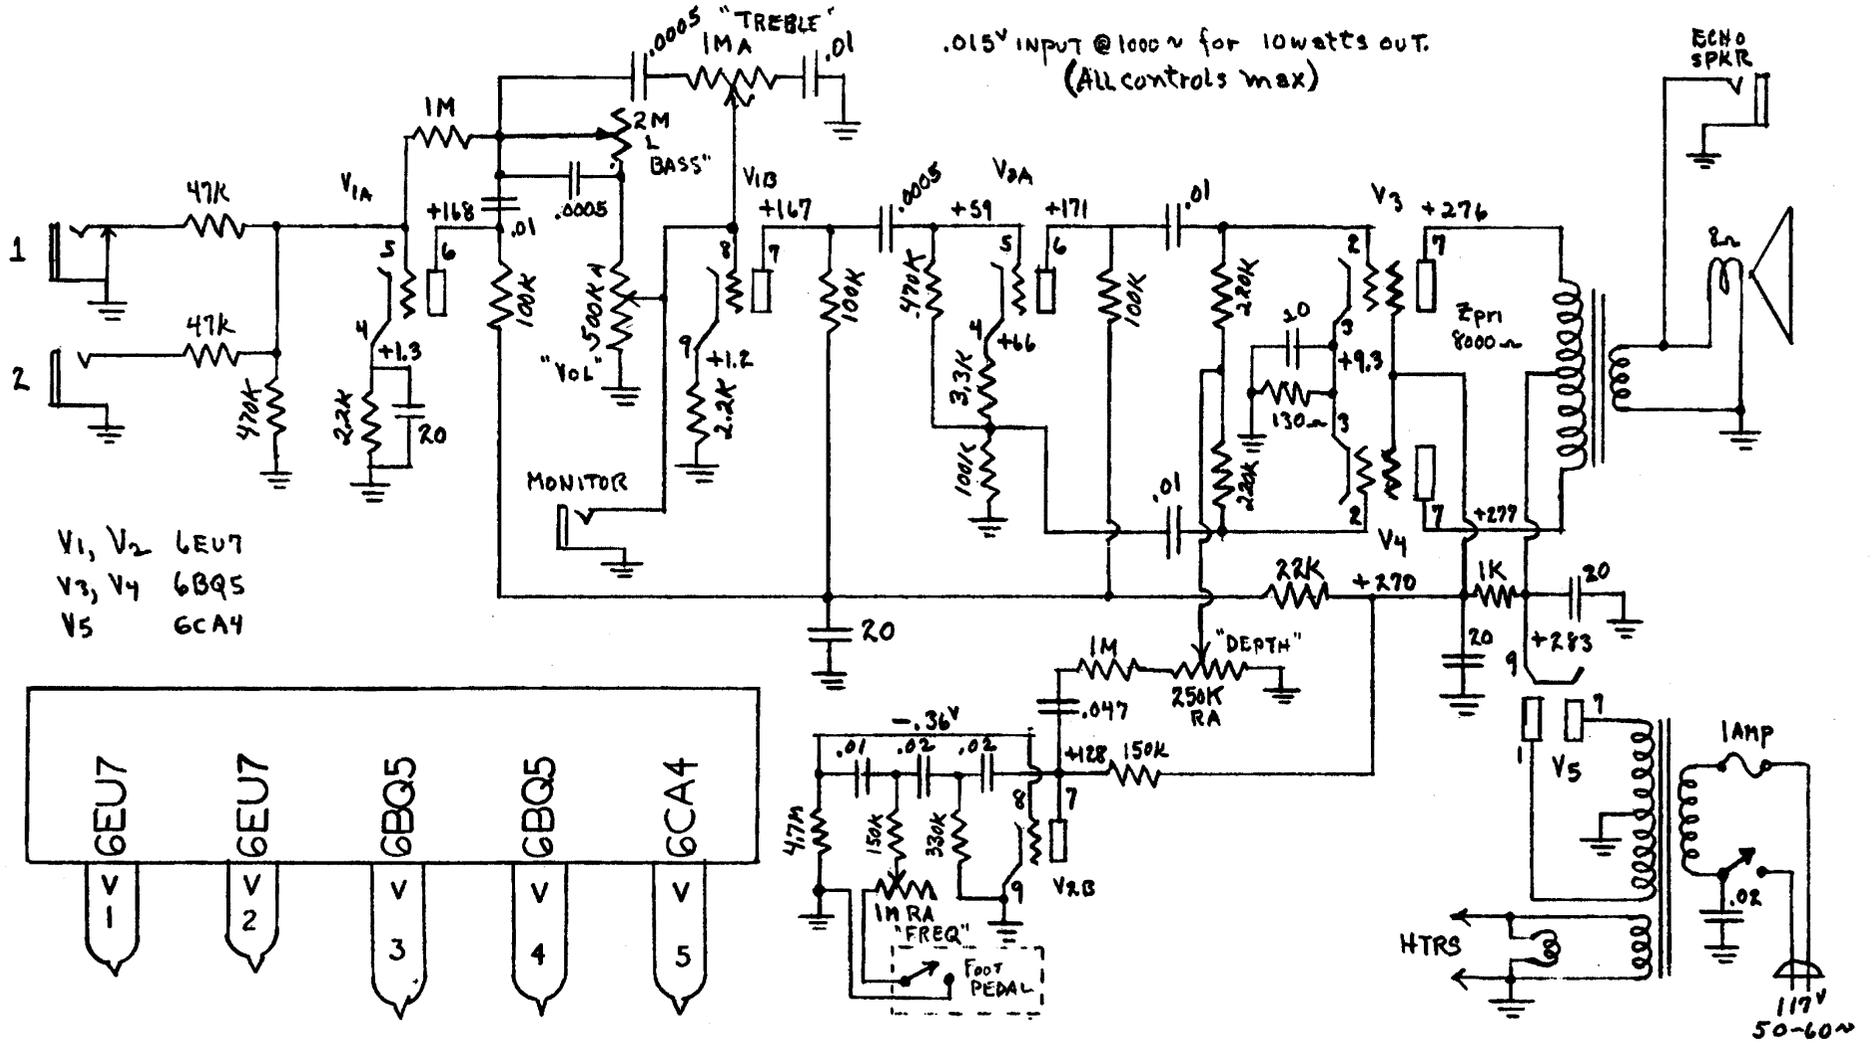 .0005
"TREBLE"
1MA
.01
.015V INPUT @ 1000 ~ for 10 watts OUT.
(All controls max)
ECHO
SPKR
1M
2M
L
BASS"
.0005
V1A
V1B
V2A
V3
47K
+168
.01
+167
.0005
+59
+171
.01
+276
8Ω
1
5
6
8
7
5
6
2
7
100K
500KA
100K
470K
100K
220K
20
3
Zpri
8000~
47K
4
+1.3
"VOL"
9
+1.2
4
+66
3.3K
+9.3
2
470K
2.2K
20
2.2K
100K
130Ω
3
220K
MONITOR
.01
2
7
+277
V4
V1, V2 6EU7
V3, V4 6BQ5
V5 6CA4
22K
+270
1K
20
20
1M
"DEPTH"
20
+283
9
250K
RA
.047
-.36V
.01
.02
.02
+128
150K
7
1
V5
1AMP
8
7
4.7M
150K
330K
9
V2B
1M RA
"FREQ"
.02
HTRS
FOOT
PEDAL
117V
50-60~
6EU7
6EU7
6BQ5
6BQ5
6CA4
V
1
V
2
V
3
V
4
V
5